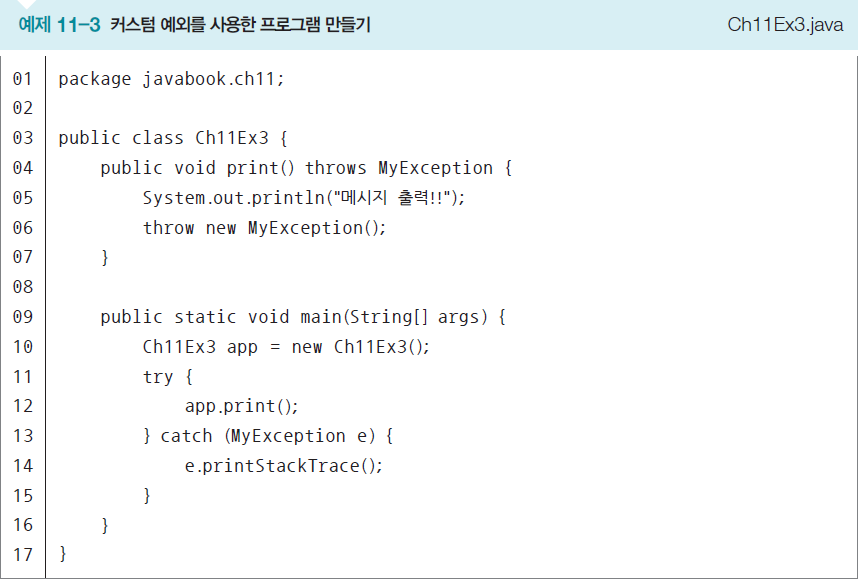 예제 11-3 커스텀 예외를 사용한 프로그램 만들기 Ch11Ex3.java
01 package javabook.ch11;
02
03 public class Ch11Ex3 {
04     public void print() throws MyException {
05         System.out.println("메시지 출력!!");
06         throw new MyException();
07     }
08
09     public static void main(String[] args) {
10         Ch11Ex3 app = new Ch11Ex3();
11         try {
12             app.print();
13         } catch (MyException e) {
14             e.printStackTrace();
15         }
16     }
17 }